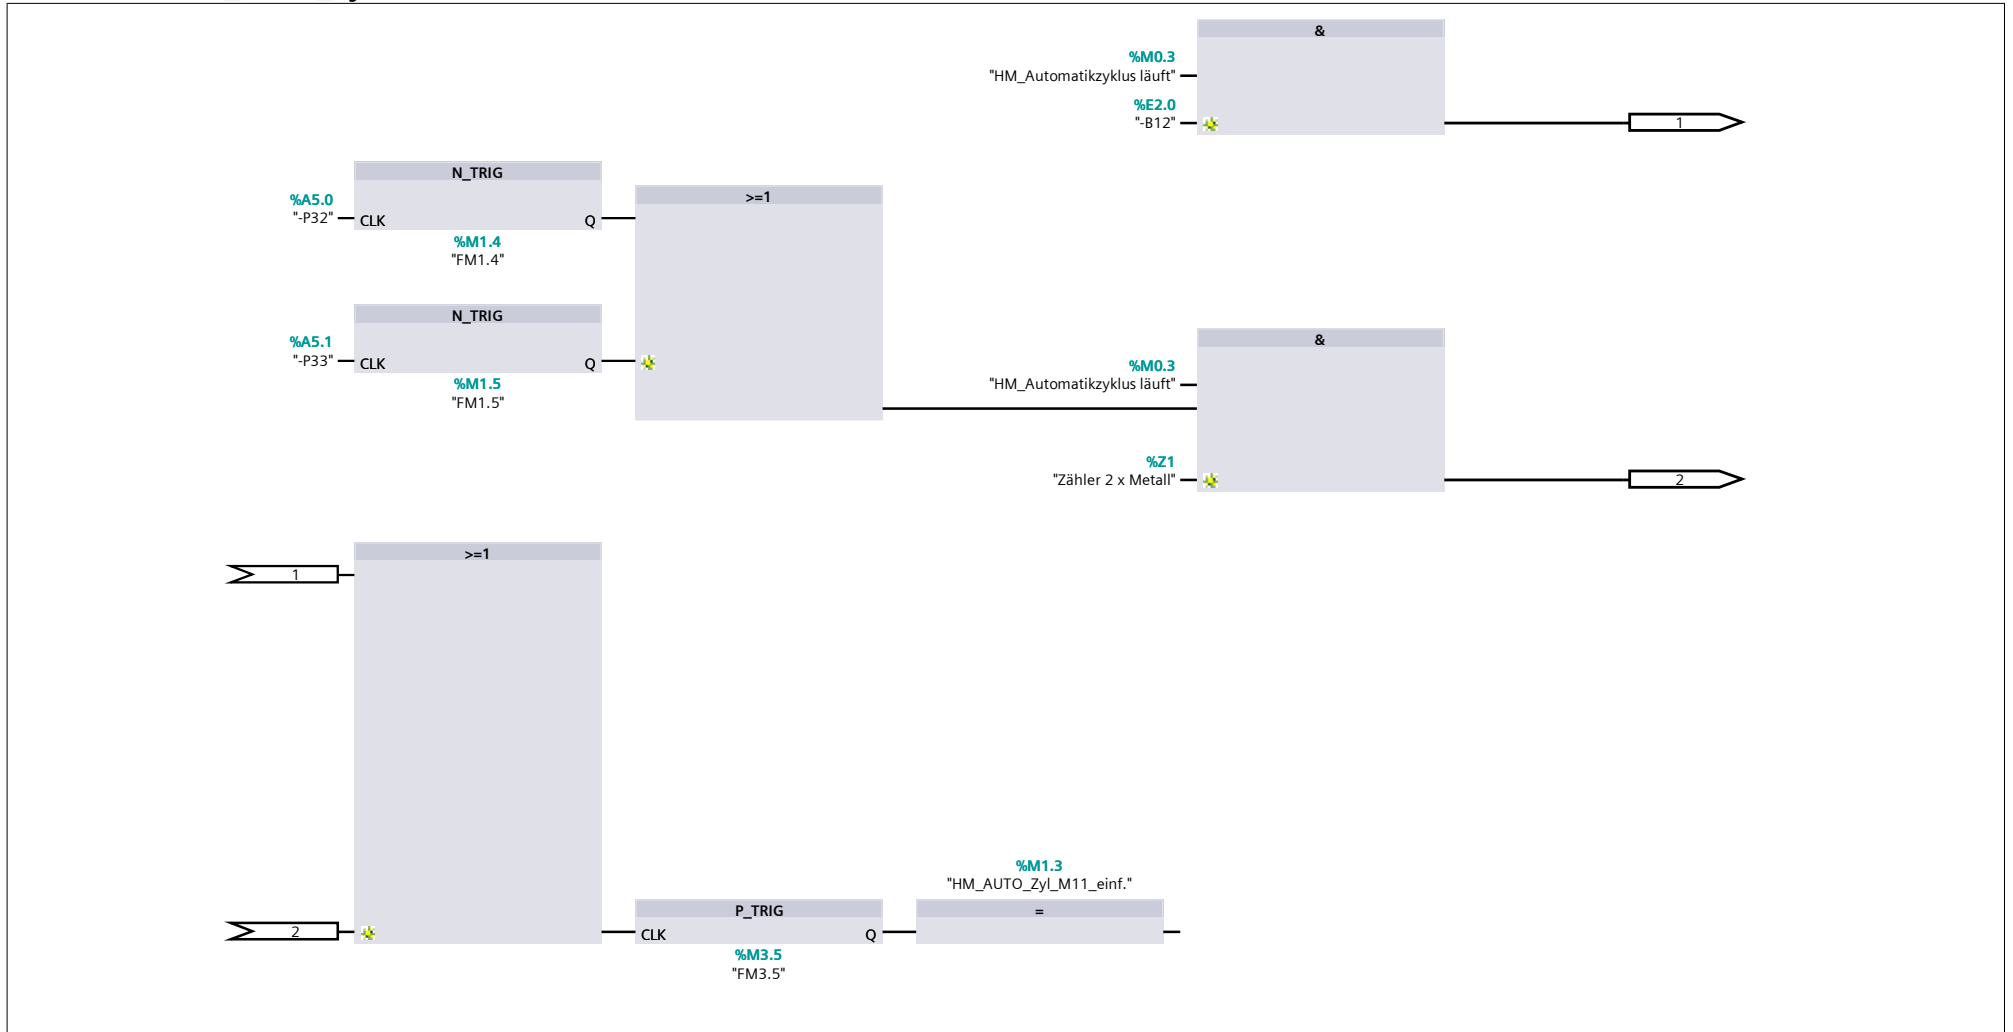 &
%M0.3
"HM_Automatikzyklus läuft"
%E2.0
"-B12"
1
N_TRIG
%A5.0
"-P32"
CLK
Q
%M1.4
"FM1.4"
>=1
N_TRIG
%A5.1
"-P33"
CLK
Q
%M1.5
"FM1.5"
&
%M0.3
"HM_Automatikzyklus läuft"
%Z1
"Zähler 2 x Metall"
2
1
>=1
2
P_TRIG
CLK
Q
%M3.5
"FM3.5"
%M1.3
"HM_AUTO_Zyl_M11_einf."
=